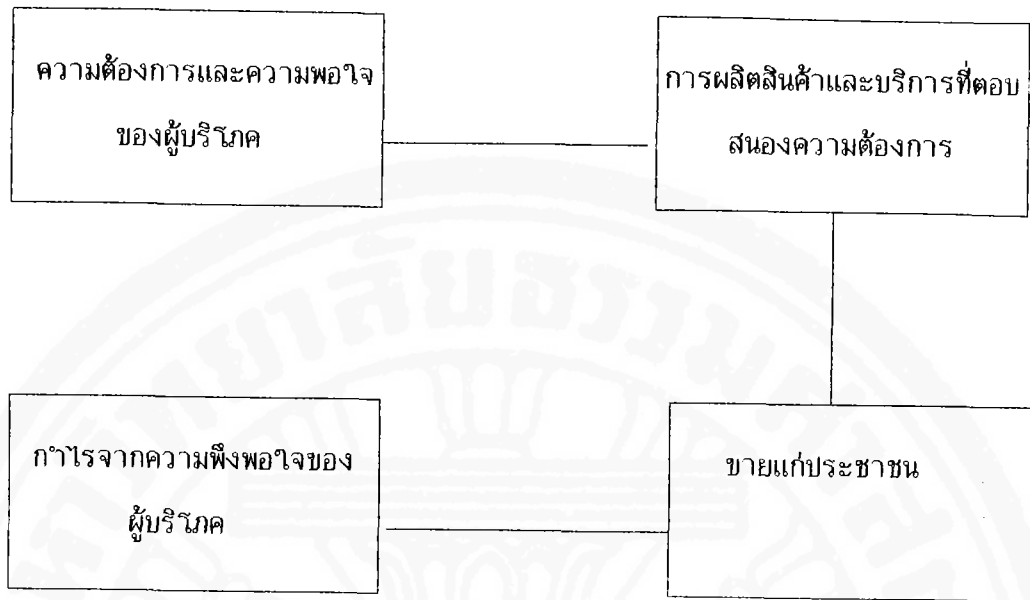 ความต้องการและความพอใจ
ของผู้บริโภค
การผลิตสินค้าและบริการที่ตอบ
สนองความต้องการ
กำไรจากความพึงพอใจของ
ผู้บริโภค
ขายแก่ประชาชน